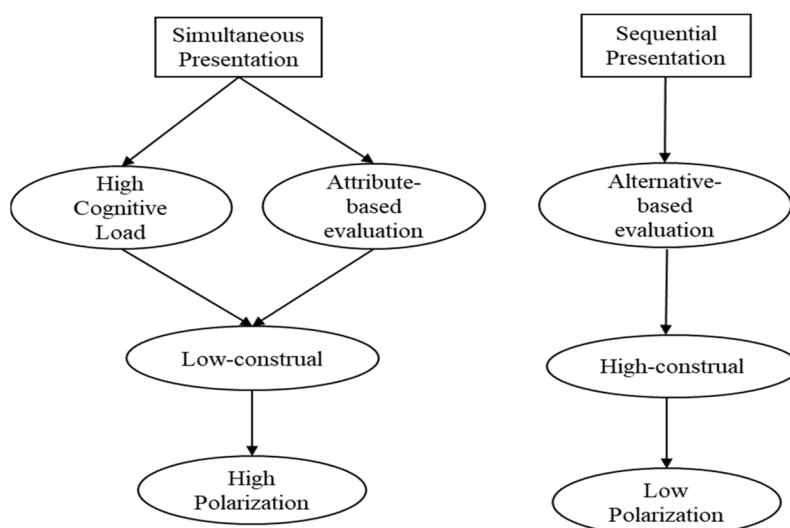 Simultaneous
Presentation
Sequential
Presentation
High
Cognitive
Load
Attribute-
based
evaluation
Alternative-
based
evaluation
Low-construal
High-construal
High
Polarization
Low
Polarization